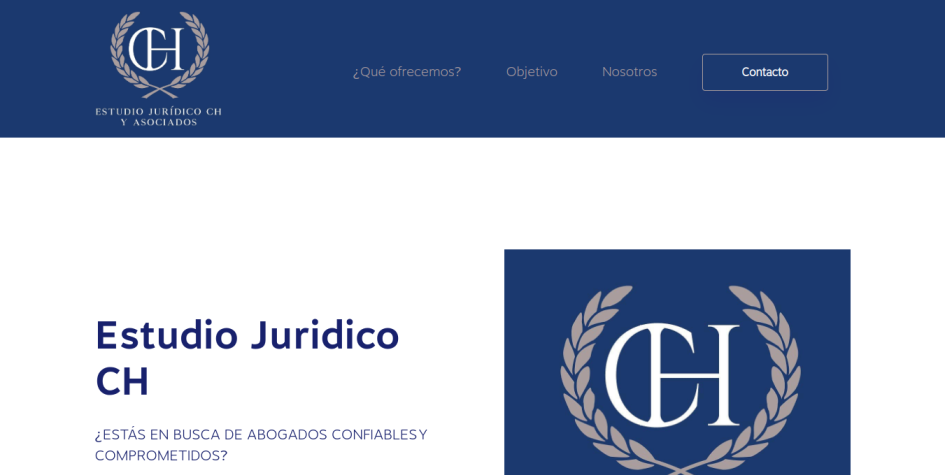 CH
ESTUDIO JURÍDICO CH
Y ASOCIADOS
¿Qué ofrecemos?
Objetivo
Nosotros
Contacto
Estudio Juridico
CH
¿ESTÁS EN BUSCA DE ABOGADOS CONFIABLES Y
COMPROMETIDOS?
CH